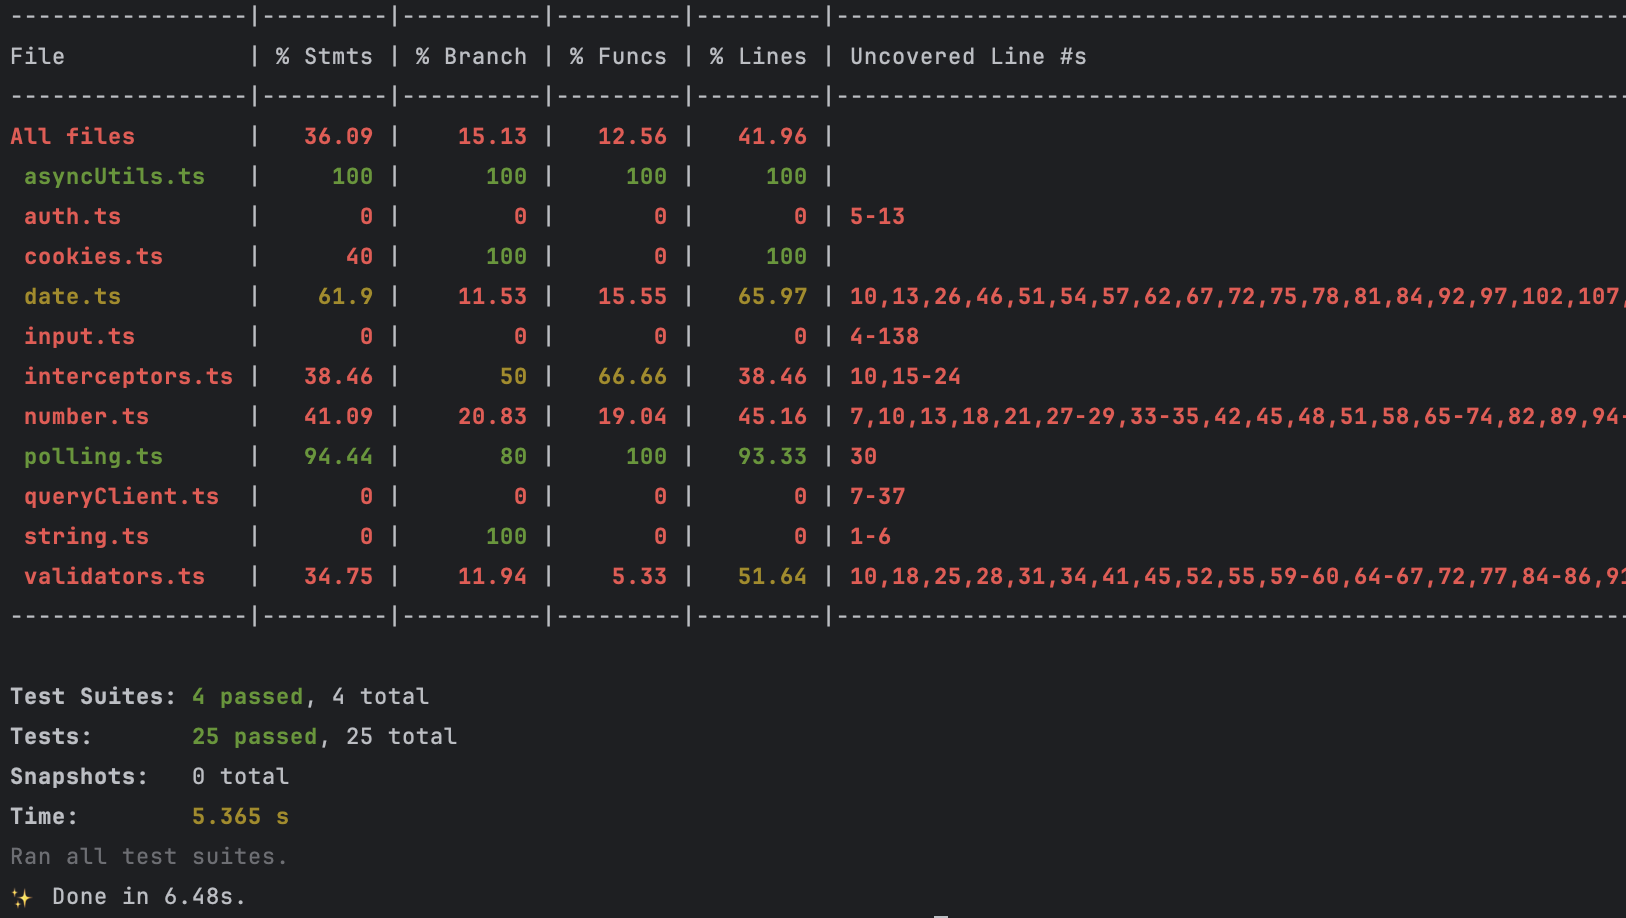 -----------------|---------|----------|---------|---------|---------------------------------------------------------
File             | % Stmts | % Branch | % Funcs | % Lines | Uncovered Line #s
-----------------|---------|----------|---------|---------|---------------------------------------------------------
All files        |   36.09 |    15.13 |   12.56 |   41.96 |
 asyncUtils.ts   |     100 |      100 |     100 |     100 |
 auth.ts         |       0 |        0 |       0 |       0 | 5-13
 cookies.ts      |      40 |      100 |       0 |     100 |
 date.ts         |    61.9 |    11.53 |   15.55 |   65.97 | 10,13,26,46,51,54,57,62,67,72,75,78,81,84,92,97,102,107,
 input.ts        |       0 |        0 |       0 |       0 | 4-138
 interceptors.ts |   38.46 |       50 |   66.66 |   38.46 | 10,15-24
 number.ts       |   41.09 |    20.83 |   19.04 |   45.16 | 7,10,13,18,21,27-29,33-35,42,45,48,51,58,65-74,82,89,94-
 polling.ts      |   94.44 |       80 |     100 |   93.33 | 30
 queryClient.ts  |       0 |        0 |       0 |       0 | 7-37
 string.ts       |       0 |      100 |       0 |       0 | 1-6
 validators.ts   |   34.75 |    11.94 |    5.33 |   51.64 | 10,18,25,28,31,34,41,45,52,55,59-60,64-67,72,77,84-86,91
-----------------|---------|----------|---------|---------|---------------------------------------------------------
Test Suites: 4 passed, 4 total
Tests:       25 passed, 25 total
Snapshots:   0 total
Time:        5.365 s
Ran all test suites.
✨ Done in 6.48s.